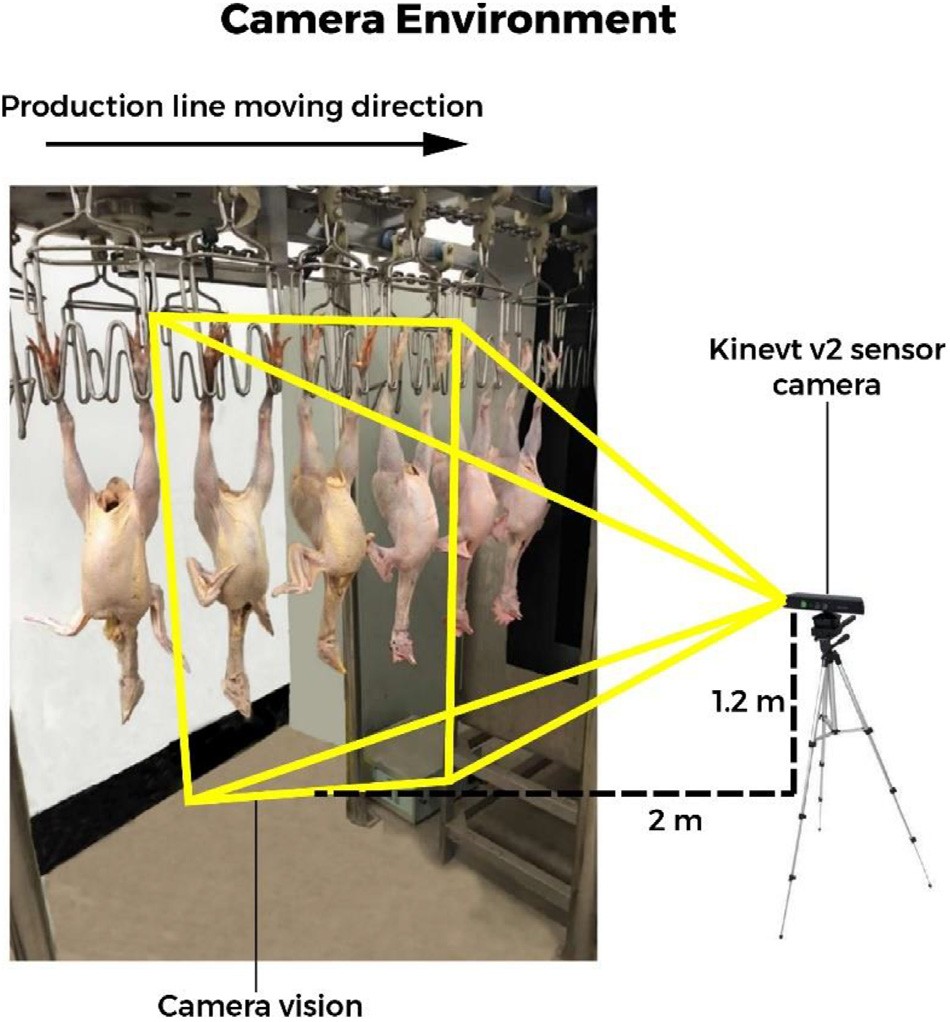 Camera Environment
Production line moving direction
Kinevt v2 sensor
camera
1.2 m
2 m
Camera vision